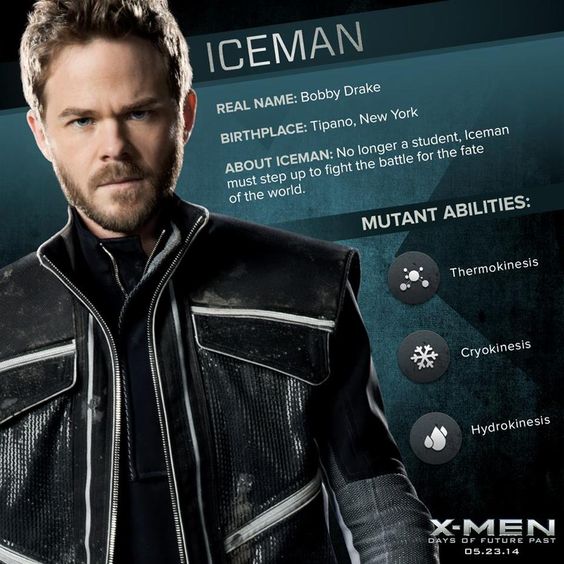 ICEMAN
REAL NAME: Bobby Drake
BIRTHPLACE: Tipano, New York
ABOUT ICEMAN: No longer a student, Iceman
must step up to fight the battle for the fate
of the world.
MUTANT ABILITIES:
Thermokinesis
Cryokinesis
Hydrokinesis
X-MEN
DAYS OF FUTURE PAST
05.23.14